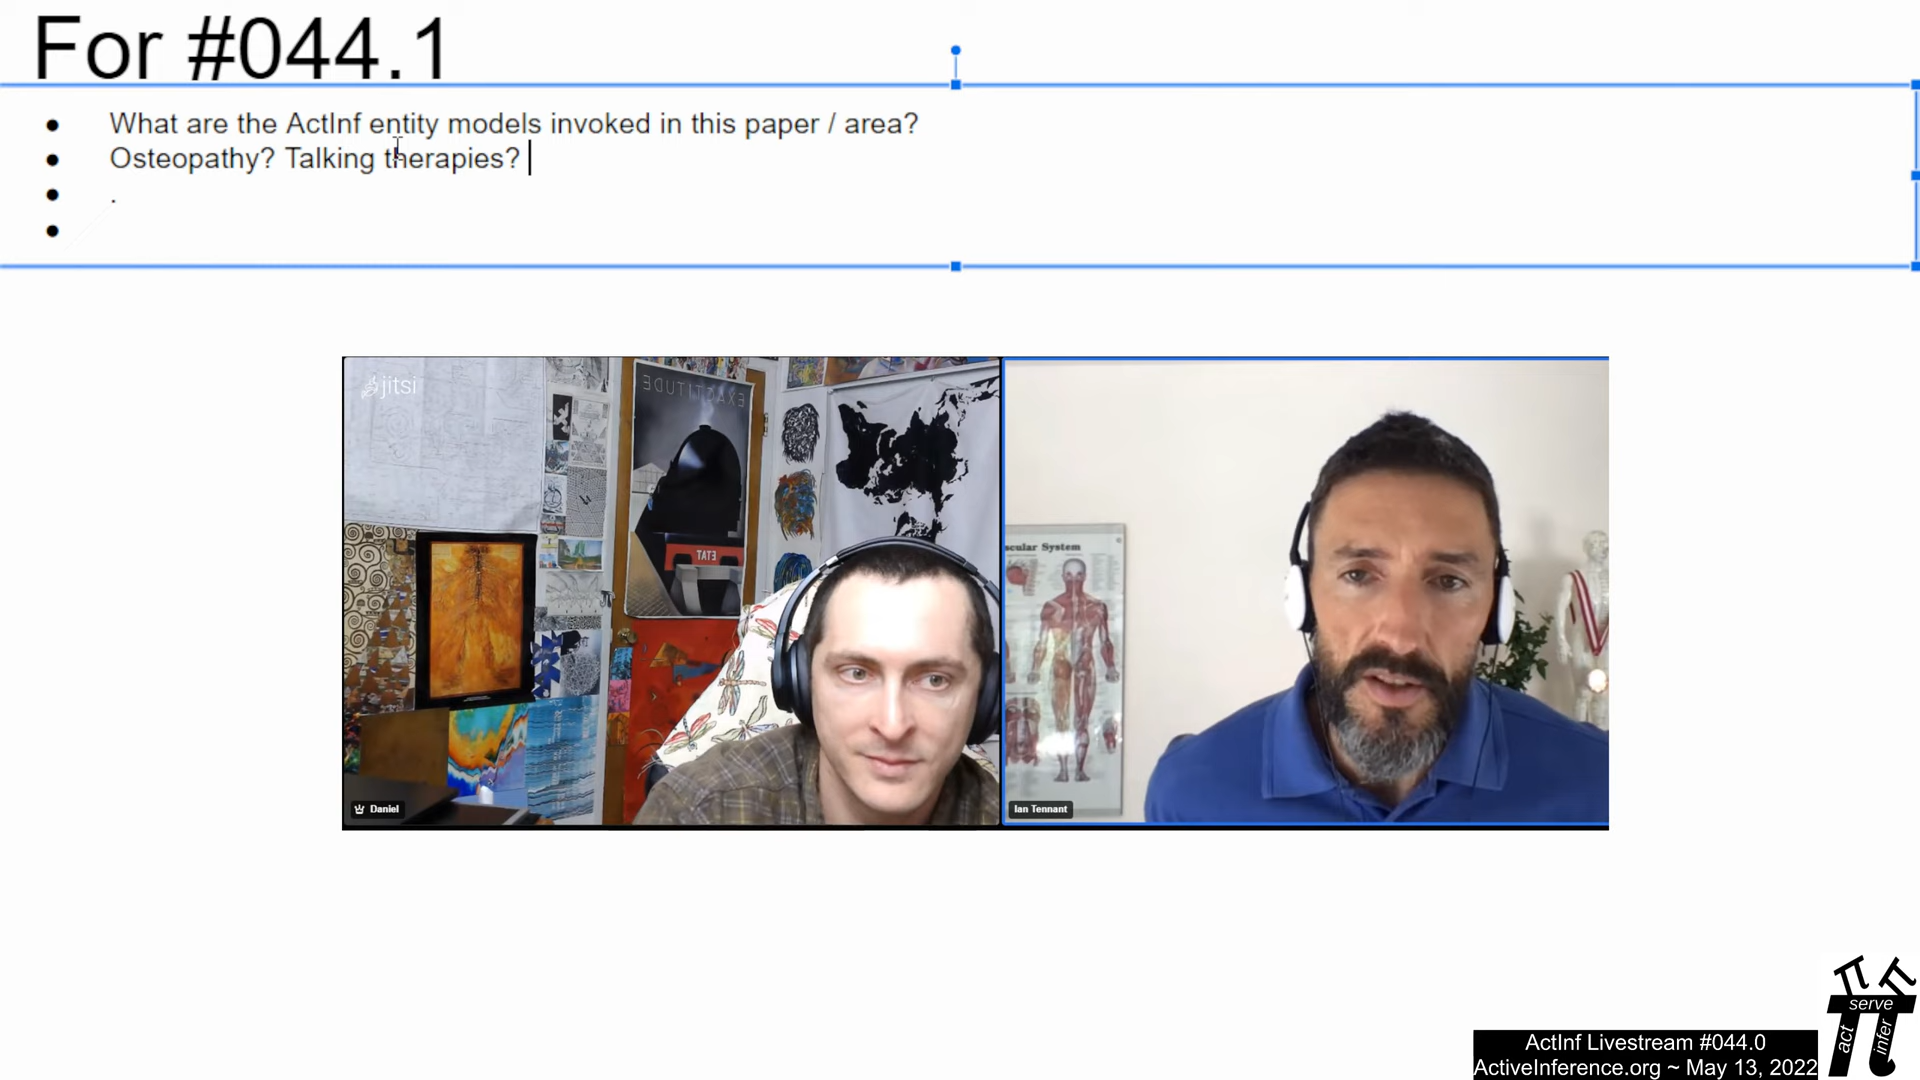 For #044.1
● What are the ActInf entity models invoked in this paper / area?
● Osteopathy? Talking therapies?
● .
●
jitsi
EXACTITUDE
ETAT
scular System
Daniel
Ian Tennant
serve
act
infer
ActInf Livestream #044.0
ActiveInference.org ~ May 13, 2022